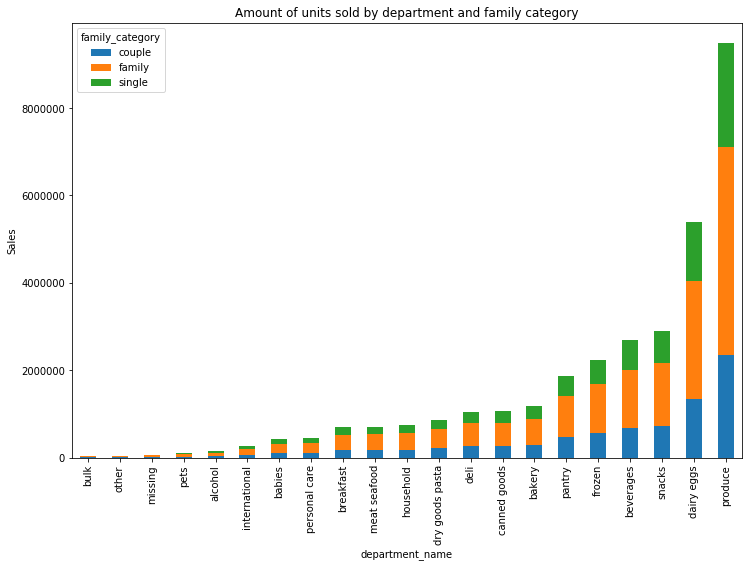 Amount of units sold by department and family category
family_category
couple
family
single
8000000
6000000
4000000
2000000
0
Sales
bulk
other
missing
pets
alcohol
international
babies
personal care
breakfast
meat seafood
household
dry goods pasta
deli
canned goods
bakery
pantry
frozen
beverages
snacks
dairy eggs
produce
department_name